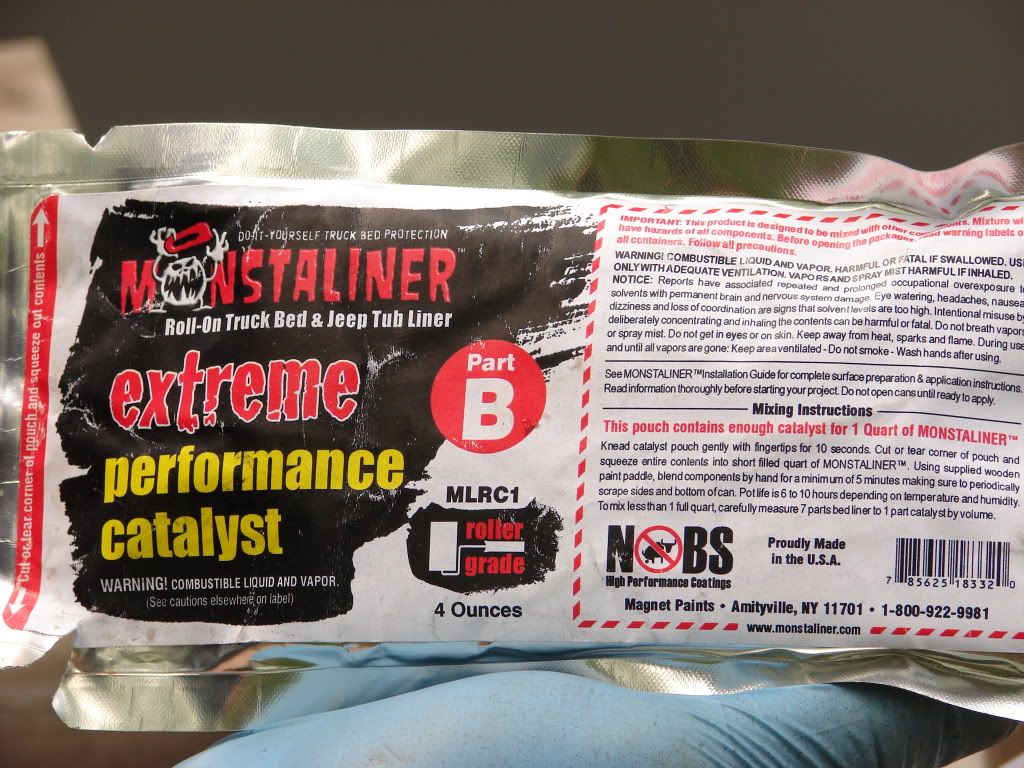 Cut or tear corner of pouch and squeeze out contents
DO-IT-YOURSELF TRUCK BED PROTECTION
MONSTALINER™
Roll-On Truck Bed & Jeep Tub Liner
extreme
performance
catalyst
WARNING! COMBUSTIBLE LIQUID AND VAPOR.
(See cautions elsewhere on label)
Part
B
MLRC1
roller
grade
4 Ounces
IMPORTANT: This product is designed to be mixed with other Mixture
have hazards of all components. Before opening the package, read warning labels
all containers. Follow all precautions.
WARNING! COMBUSTIBLE LIQUID AND VAPOR. HARMFUL OR FATAL IF SWALLOWED.
ONLY WITH ADEQUATE VENTILATION. VAPORS AND SPRAY MIST HARMFUL IF INHALED.
NOTICE: Reports have associated repeated and prolonged occupational overexposure
solvents with permanent brain and nervous system damage. Eye watering, headaches, nausea
dizziness and loss of coordination are signs that solvent levels are too high. Intentional misuse by
deliberately concentrating and inhaling the contents can be harmful or fatal. Do not breath vapors
or spray mist. Do not get in eyes or on skin. Keep away from heat, sparks and flame. During use
and until all vapors are gone: Keep area ventilated - Do not smoke - Wash hands after using.
See MONSTALINER™ Installation Guide for complete surface preparation & application instructions.
Read information thoroughly before starting your project. Do not open cans until ready to apply.
Mixing Instructions
This pouch contains enough catalyst for 1 Quart of MONSTALINER™
Knead catalyst pouch gently with fingertips for 10 seconds. Cut or tear corner of pouch and
squeeze entire contents into short filled quart of MONSTALINER™. Using supplied wooden
paint paddle, blend components by hand for a minimum of 5 minutes making sure to periodically
scrape sides and bottom of can. Pot life is 6 to 10 hours depending on temperature and humidity.
To mix less than 1 full quart, carefully measure 7 parts bed liner to 1 part catalyst by volume.
NOBS
High Performance Coatings
Proudly Made
in the U.S.A.
7 85625 18332 0
Magnet Paints • Amityville, NY 11701 • 1-800-922-9981
www.monstaliner.com